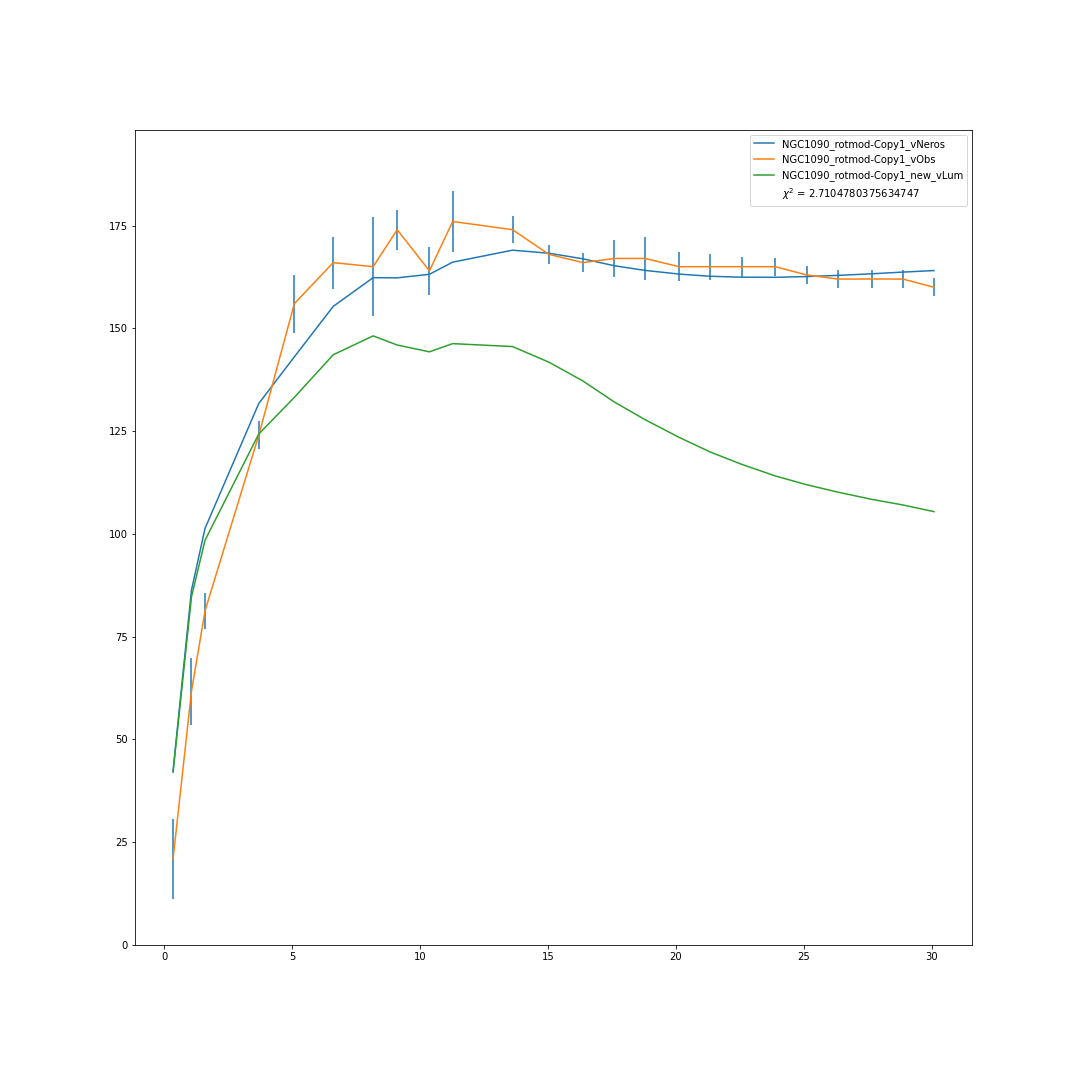 NGC1090_rotmod-Copy1_vNeros
NGC1090_rotmod-Copy1_vObs
NGC1090_rotmod-Copy1_new_vLum
χ² = 2.7104780375634747
175
150
125
100
75
50
25
0
0 5 10 15 20 25 30